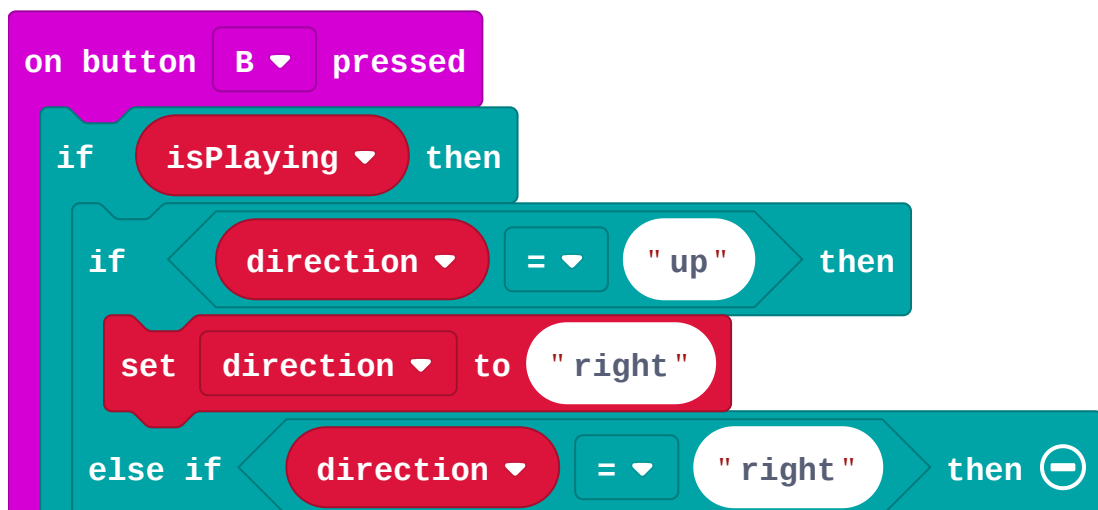 on button B pressed
if isPlaying then
if direction = "up" then
set direction to "right"
else if direction = "right" then